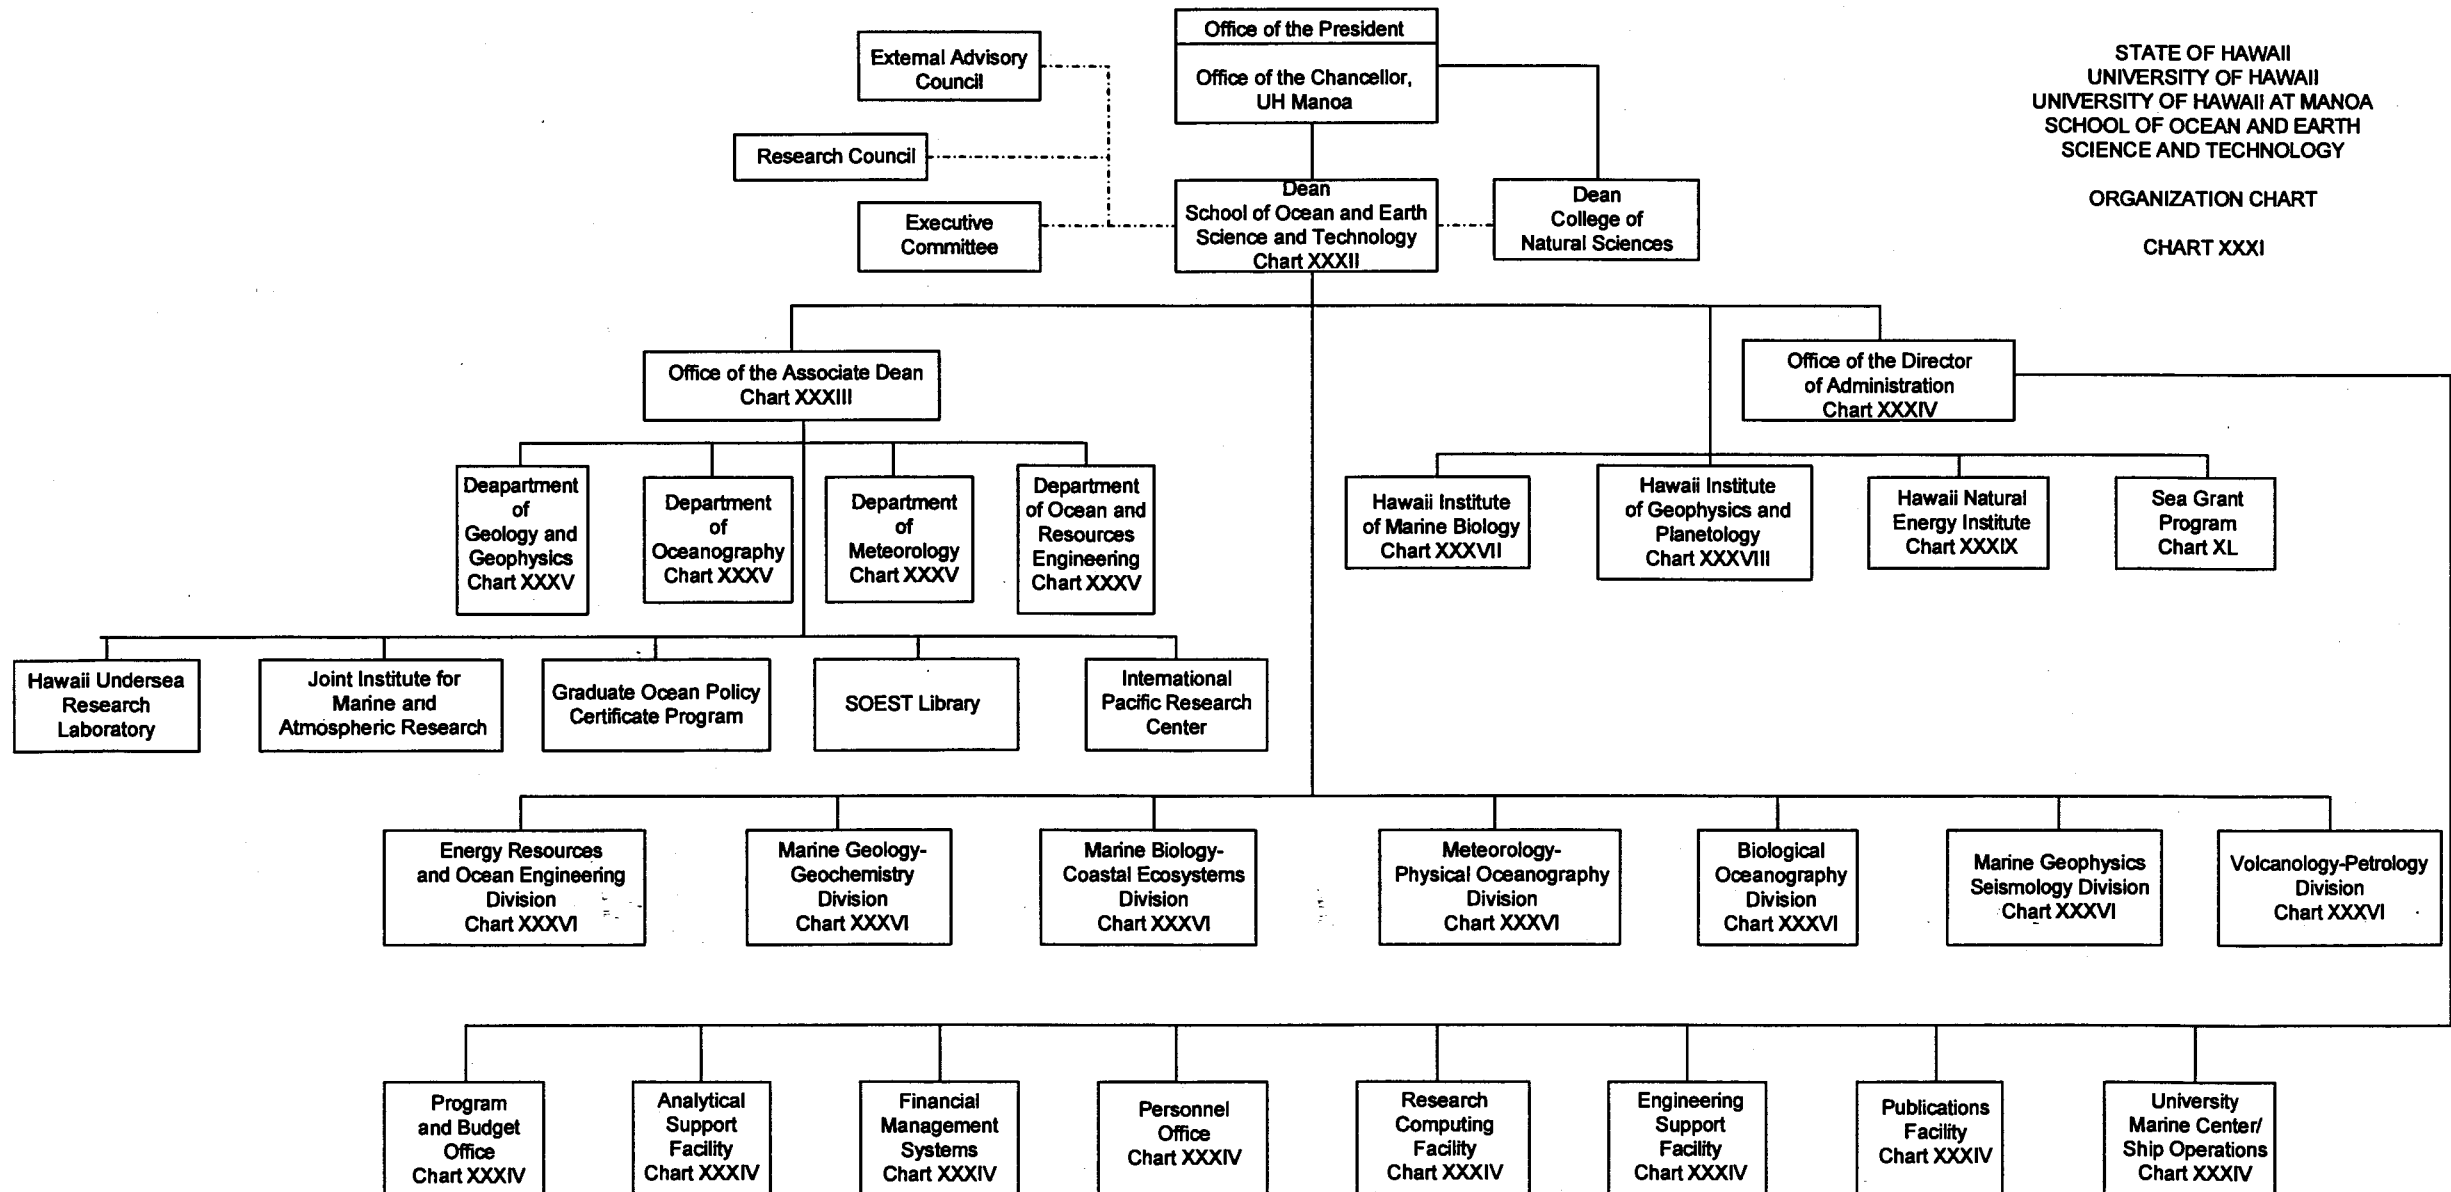 Office of the President
Office of the Chancellor,
UH Manoa
External Advisory
Council
Research Council
Executive
Committee
Dean
School of Ocean and Earth
Science and Technology
Chart XXXII
Dean
College of
Natural Sciences
STATE OF HAWAII
UNIVERSITY OF HAWAII
UNIVERSITY OF HAWAII AT MANOA
SCHOOL OF OCEAN AND EARTH
SCIENCE AND TECHNOLOGY
ORGANIZATION CHART
CHART XXXI
Office of the Associate Dean
Chart XXXIII
Office of the Director
of Administration
Chart XXXIV
Deapartment
of
Geology and
Geophysics
Chart XXXV
Department
of
Oceanography
Chart XXXV
Department
of
Meteorology
Chart XXXV
Department
of Ocean and
Resources
Engineering
Chart XXXV
Hawaii Institute
of Marine Biology
Chart XXXVII
Hawaii Institute
of Geophysics and
Planetology
Chart XXXVIII
Hawaii Natural
Energy Institute
Chart XXXIX
Sea Grant
Program
Chart XL
Hawaii Undersea
Research
Laboratory
Joint Institute for
Marine and
Atmospheric Research
Graduate Ocean Policy
Certificate Program
SOEST Library
International
Pacific Research
Center
Energy Resources
and Ocean Engineering
Division
Chart XXXVI
Marine Geology-
Geochemistry
Division
Chart XXXVI
Marine Biology-
Coastal Ecosystems
Division
Chart XXXVI
Meteorology-
Physical Oceanography
Division
Chart XXXVI
Biological
Oceanography
Division
Chart XXXVI
Marine Geophysics
Seismology Division
Chart XXXVI
Volcanology-Petrology
Division
Chart XXXVI
Program
and Budget
Office
Chart XXXIV
Analytical
Support
Facility
Chart XXXIV
Financial
Management
Systems
Chart XXXIV
Personnel
Office
Chart XXXIV
Research
Computing
Facility
Chart XXXIV
Engineering
Support
Facility
Chart XXXIV
Publications
Facility
Chart XXXIV
University
Marine Center/
Ship Operations
Chart XXXIV